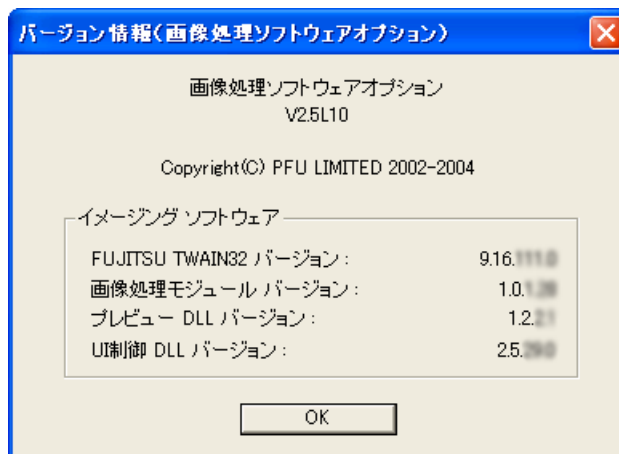 バージョン情報(画像処理ソフトウェアオプション)
画像処理ソフトウェアオプション
V2.5L10
Copyright(C) PFU LIMITED 2002-2004
イメージング ソフトウェア
FUJITSU TWAIN32 バージョン : 9.16.
画像処理モジュール バージョン : 1.0.
プレビュー DLL バージョン : 1.2.
UI制御 DLL バージョン : 2.5.
OK